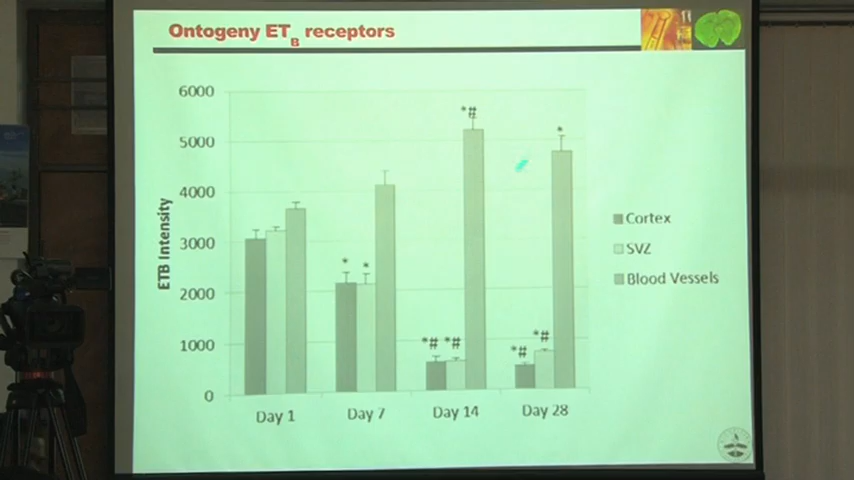 Ontogeny ETB receptors
6000
5000
4000
3000
2000
1000
0
ETB Intensity
*
*
*#
*#
*#
*#
*#
*
Day 1
Day 7
Day 14
Day 28
Cortex
SVZ
Blood Vessels